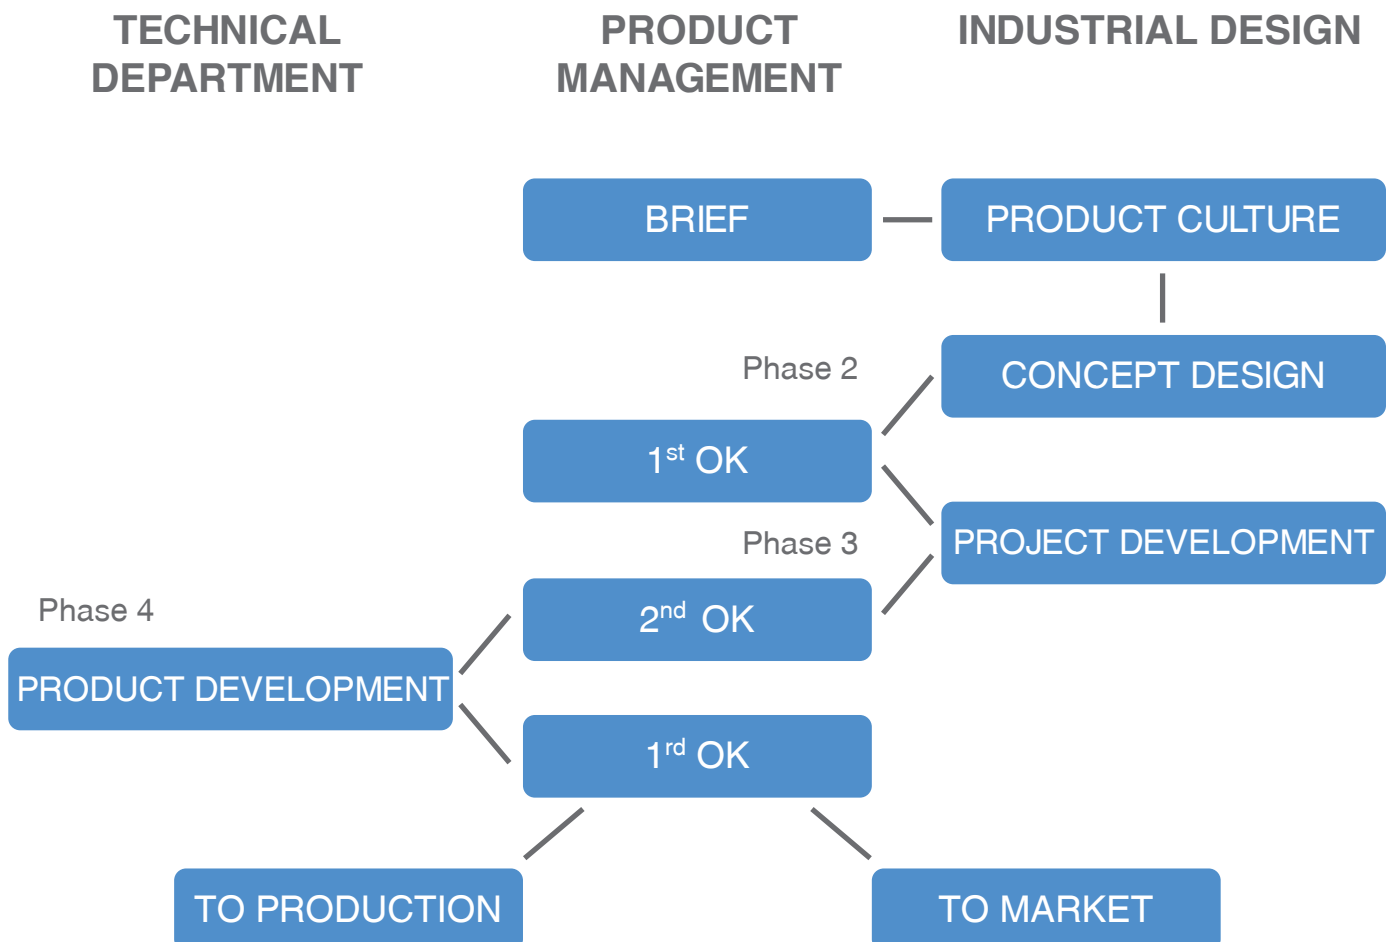 TECHNICAL
DEPARTMENT
PRODUCT
MANAGEMENT
INDUSTRIAL DESIGN
BRIEF
PRODUCT CULTURE
Phase 2
CONCEPT DESIGN
1st OK
Phase 3
PROJECT DEVELOPMENT
Phase 4
2nd OK
PRODUCT DEVELOPMENT
1rd OK
TO PRODUCTION
TO MARKET